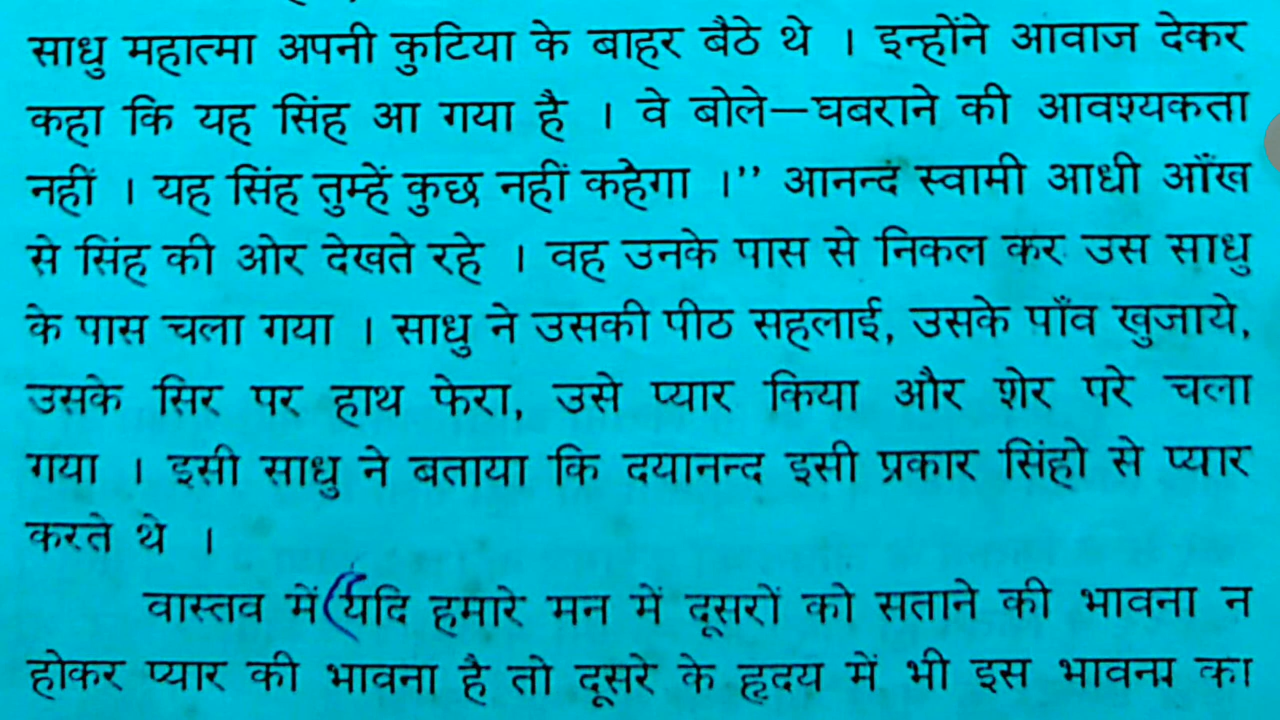 साधु महात्मा अपनी कुटिया के बाहर बैठे थे । इन्होंने आवाज देकर
कहा कि यह सिंह आ गया है । वे बोले—घबराने की आवश्यकता
नहीं । यह सिंह तुम्हें कुछ नहीं कहेगा ।’’ आनन्द स्वामी आधी आँख
से सिंह की ओर देखते रहे । वह उनके पास से निकल कर उस साधु
के पास चला गया । साधु ने उसकी पीठ सहलाई, उसके पाँव खुजाये,
उसके सिर पर हाथ फेरा, उसे प्यार किया और शेर परे चला
गया । इसी साधु ने बताया कि दयानन्द इसी प्रकार सिंहो से प्यार
करते थे ।
वास्तव में (यदि हमारे मन में दूसरों को सताने की भावना न
होकर प्यार की भावना है तो दूसरे के हृदय में भी इस भावना का